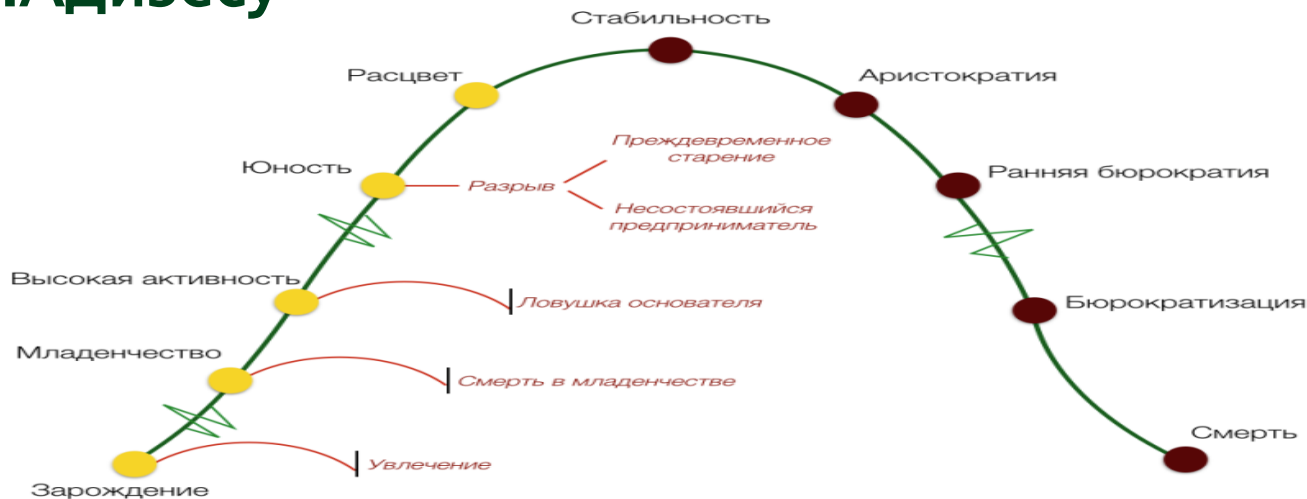 Адизесу
Стабильность
Расцвет
Аристократия
Преждевременное
старение
Юность
Разрыв
Ранняя бюрократия
Несостоявшийся
предприниматель
Высокая активность
Ловушка основателя
Бюрократизация
Младенчество
Смерть в младенчестве
Смерть
Увлечение
Зарождение